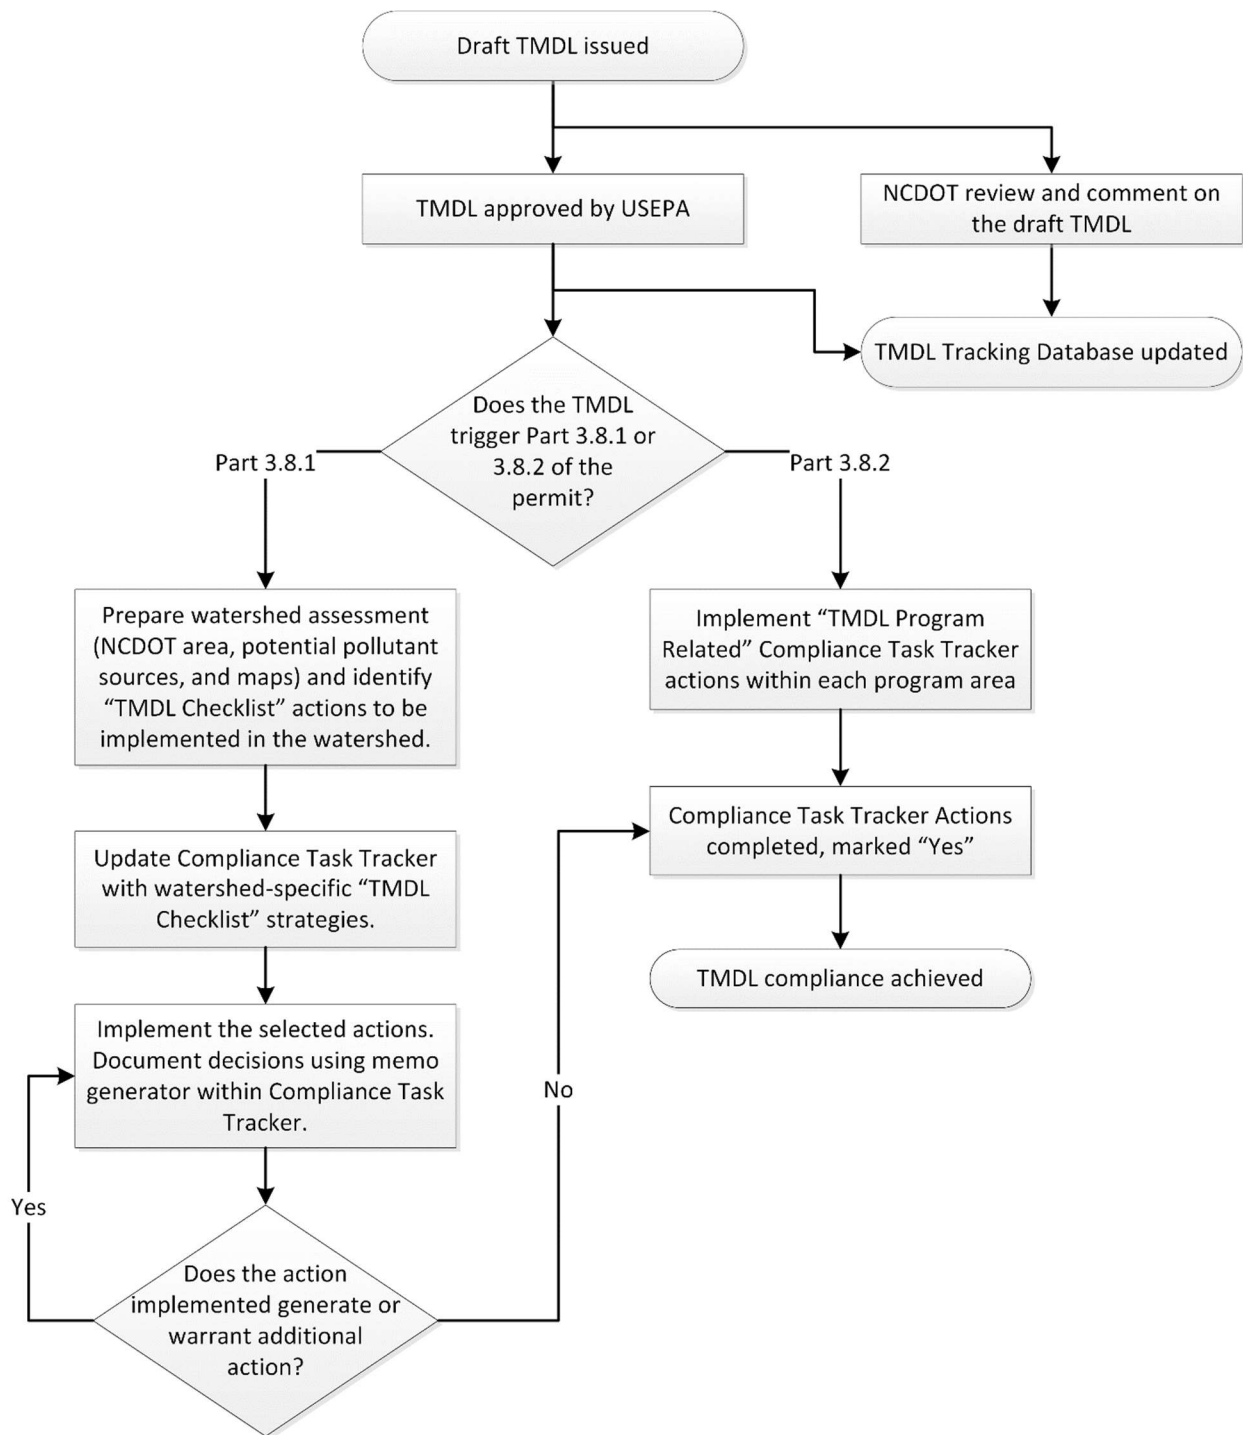 Draft TMDL issued
TMDL approved by USEPA
NCDOT review and comment on
the draft TMDL
TMDL Tracking Database updated
Does the TMDL
trigger Part 3.8.1 or
3.8.2 of the
permit?
Part 3.8.1
Part 3.8.2
Prepare watershed assessment
(NCDOT area, potential pollutant
sources, and maps) and identify
“TMDL Checklist” actions to be
implemented in the watershed.
Implement “TMDL Program
Related” Compliance Task Tracker
actions within each program area
Update Compliance Task Tracker
with watershed-specific “TMDL
Checklist” strategies.
Compliance Task Tracker Actions
completed, marked “Yes”
TMDL compliance achieved
Implement the selected actions.
Document decisions using memo
generator within Compliance Task
Tracker.
No
Yes
Does the action
implemented generate or
warrant additional
action?